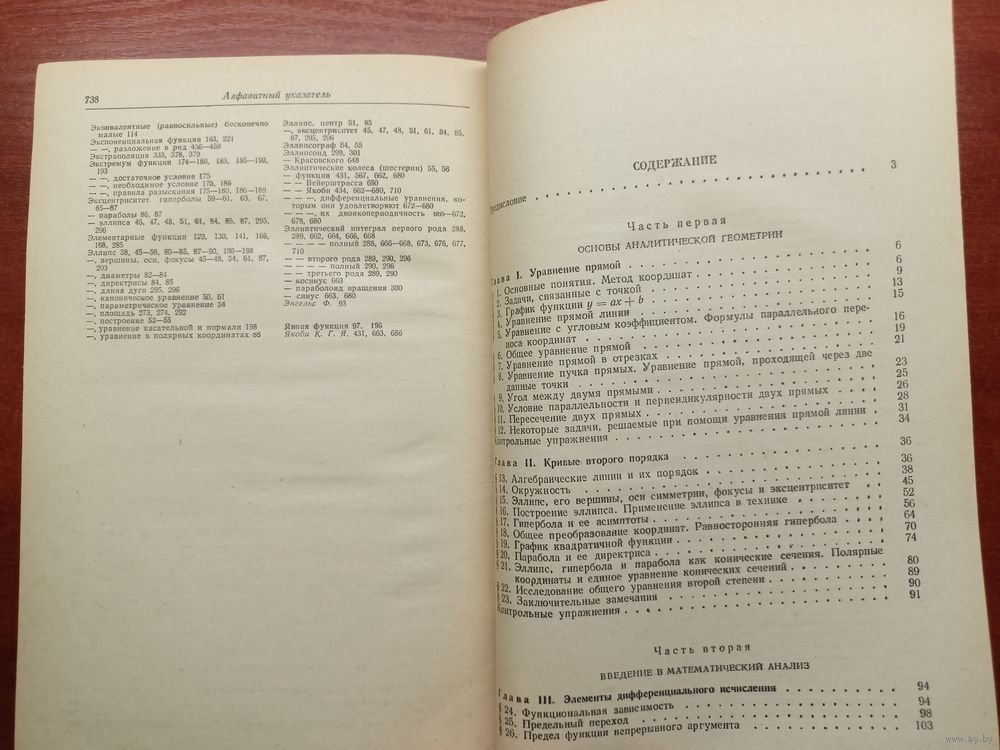 738
Алфавитный указатель
Эквивалентные (равносильные) бесконечно
малые 114
Экспоненциальная функция 163, 221
— —, разложение в ряд 456—459
Экстраполяция 333, 378, 379
Экстремум функции 174—180, 183, 185—190,
193
— —, достаточное условие 175
— —, необходимое условие 175, 186
— —, правила разыскания 175—180, 186—189
Эксцентриситет гиперболы 59—61, 63, 67,
85—87
— параболы 86, 87
— эллипса 45, 47, 48, 51, 61, 84, 85, 87, 295,
296
Элементарные функции 129, 130, 141, 166,
168, 285
Эллипс 38, 45—56, 80—85, 87—90, 196—198
—, вершины, оси, фокусы 45—48, 54, 61, 87,
203
—, диаметры 82—84
—, директрисы 84, 85
—, длина дуги 295, 296
—, каноническое уравнение 50, 61
—, параметрическое уравнение 54
—, площадь 273, 274, 292
—, построение 52—55
—, уравнение касательной и нормали 198
—, уравнение в полярных координатах 88
Эллипс, центр 51, 85
—, эксцентриситет 45, 47, 48, 51, 61, 84, 85,
87, 295, 296
Эллипсограф 54, 55
Эллипсоид 299, 301
— Красовского 648
Эллиптические колеса (шестерни) 55, 56
— функции 431, 567, 662, 680
— — Вейерштрасса 680
— — Якоби 454, 662—680, 710
— — —, дифференциальные уравнения, ко-
торым они удовлетворяют 672—680
— — —, их двоякопериодичность 665—672,
678, 680
Эллиптический интеграл первого рода 288,
289, 662, 664, 666, 668
— — — — полный 288, 666—668, 673, 676, 677,
710
— — второго рода 289, 290, 296
— — — — полный 290, 296
— — третьего рода 289, 290
— косинус 663
— параболоид вращения 300
— синус 663, 680
Энгельс Ф. 93
Явная функция 97, 196
Якоби К. Г. Я. 431, 663, 686
СОДЕРЖАНИЕ
Предисловие 3
Часть первая
ОСНОВЫ АНАЛИТИЧЕСКОЙ ГЕОМЕТРИИ
Глава I. Уравнение прямой 6
§ 1. Основные понятия. Метод координат 6
§ 2. Задачи, связанные с точкой 9
§ 3. График функции y = ax + b 13
§ 4. Уравнение прямой линии 15
§ 5. Уравнение с угловым коэффициентом. Формулы параллельного пере-
носа координат 16
§ 6. Общее уравнение прямой 19
§ 7. Уравнение прямой в отрезках 21
§ 8. Уравнение пучка прямых. Уравнение прямой, проходящей через две
данные точки 23
§ 9. Угол между двумя прямыми 25
§ 10. Условие параллельности и перпендикулярности двух прямых 26
§ 11. Пересечение двух прямых 28
§ 12. Некоторые задачи, решаемые при помощи уравнения прямой линии 31
Контрольные упражнения 34
Глава II. Кривые второго порядка 36
§ 13. Алгебраические линии и их порядок 36
§ 14. Окружность 38
§ 15. Эллипс, его вершины, оси симметрии, фокусы и эксцентриситет 45
§ 16. Построение эллипса. Применение эллипса в технике 52
§ 17. Гипербола и ее асимптоты 56
§ 18. Общее преобразование координат. Равносторонняя гипербола 64
§ 19. График квадратичной функции 70
§ 20. Парабола и ее директриса 74
§ 21. Эллипс, гипербола и парабола как конические сечения. Полярные
координаты и единое уравнение конических сечений 80
§ 22. Исследование общего уравнения второй степени 89
§ 23. Заключительные замечания 90
Контрольные упражнения 91
Часть вторая
ВВЕДЕНИЕ В МАТЕМАТИЧЕСКИЙ АНАЛИЗ
Глава III. Элементы дифференциального исчисления 94
§ 24. Функциональная зависимость 94
§ 25. Предельный переход 98
§ 26. Предел функции непрерывного аргумента 103
www.ay.by